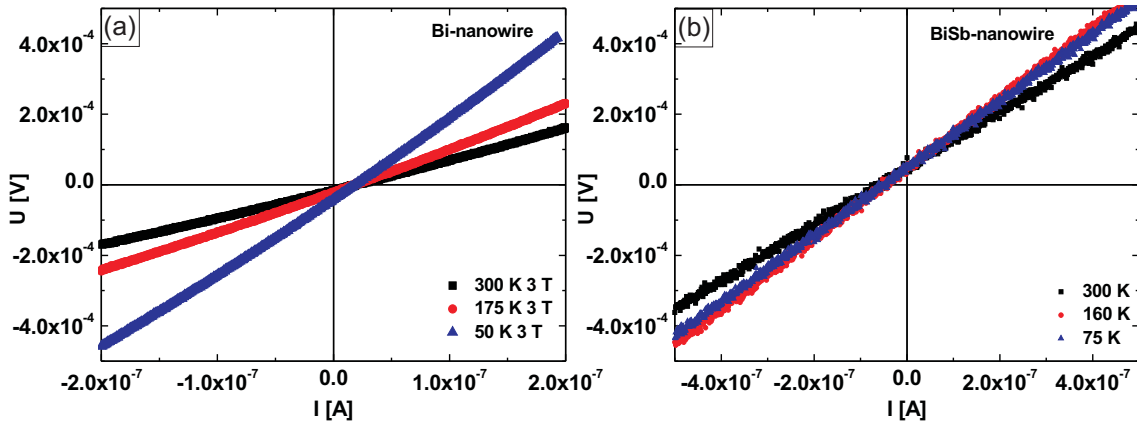 (a)
Bi-nanowire
4.0x10⁻⁴
2.0x10⁻⁴
0.0
-2.0x10⁻⁴
-4.0x10⁻⁴
U [V]
300 K 3 T
175 K 3 T
50 K 3 T
-2.0x10⁻⁷ -1.0x10⁻⁷ 0.0 1.0x10⁻⁷ 2.0x10⁻⁷
I [A]
(b)
BiSb-nanowire
4.0x10⁻⁴
2.0x10⁻⁴
0.0
-2.0x10⁻⁴
-4.0x10⁻⁴
U [V]
300 K
160 K
75 K
-4.0x10⁻⁷ -2.0x10⁻⁷ 0.0 2.0x10⁻⁷ 4.0x10⁻⁷
I [A]